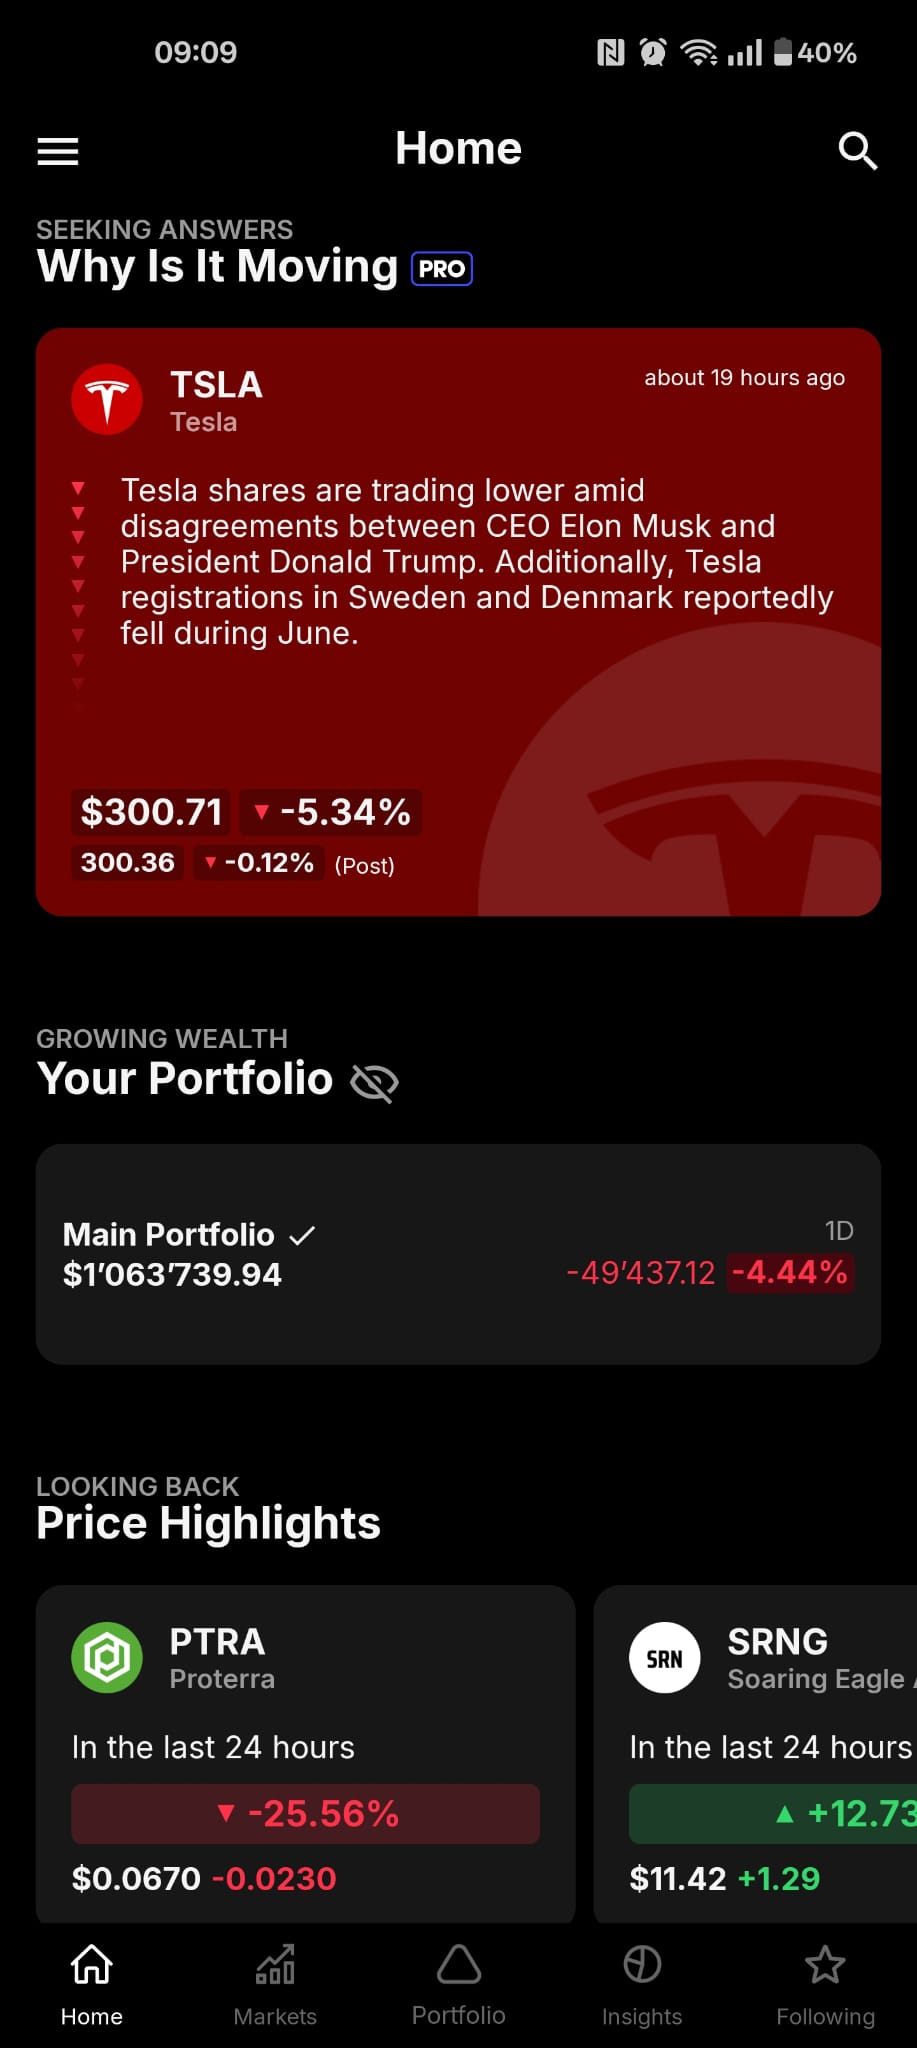 09:09
40%
Home
SEEKING ANSWERS
Why Is It Moving PRO
TSLA
about 19 hours ago
Tesla
Tesla shares are trading lower amid
disagreements between CEO Elon Musk and
President Donald Trump. Additionally, Tesla
registrations in Sweden and Denmark reportedly
fell during June.
$300.71 ▼ -5.34%
300.36 ▼ -0.12% (Post)
GROWING WEALTH
Your Portfolio
Main Portfolio ✓
1D
$1’063’739.94
-49’437.12 -4.44%
LOOKING BACK
Price Highlights
PTRA
Proterra
In the last 24 hours
▼ -25.56%
$0.0670 -0.0230
SRN
SRNG
Soaring Eagle
In the last 24 hours
▲ +12.73
$11.42 +1.29
Home
Markets
Portfolio
Insights
Following